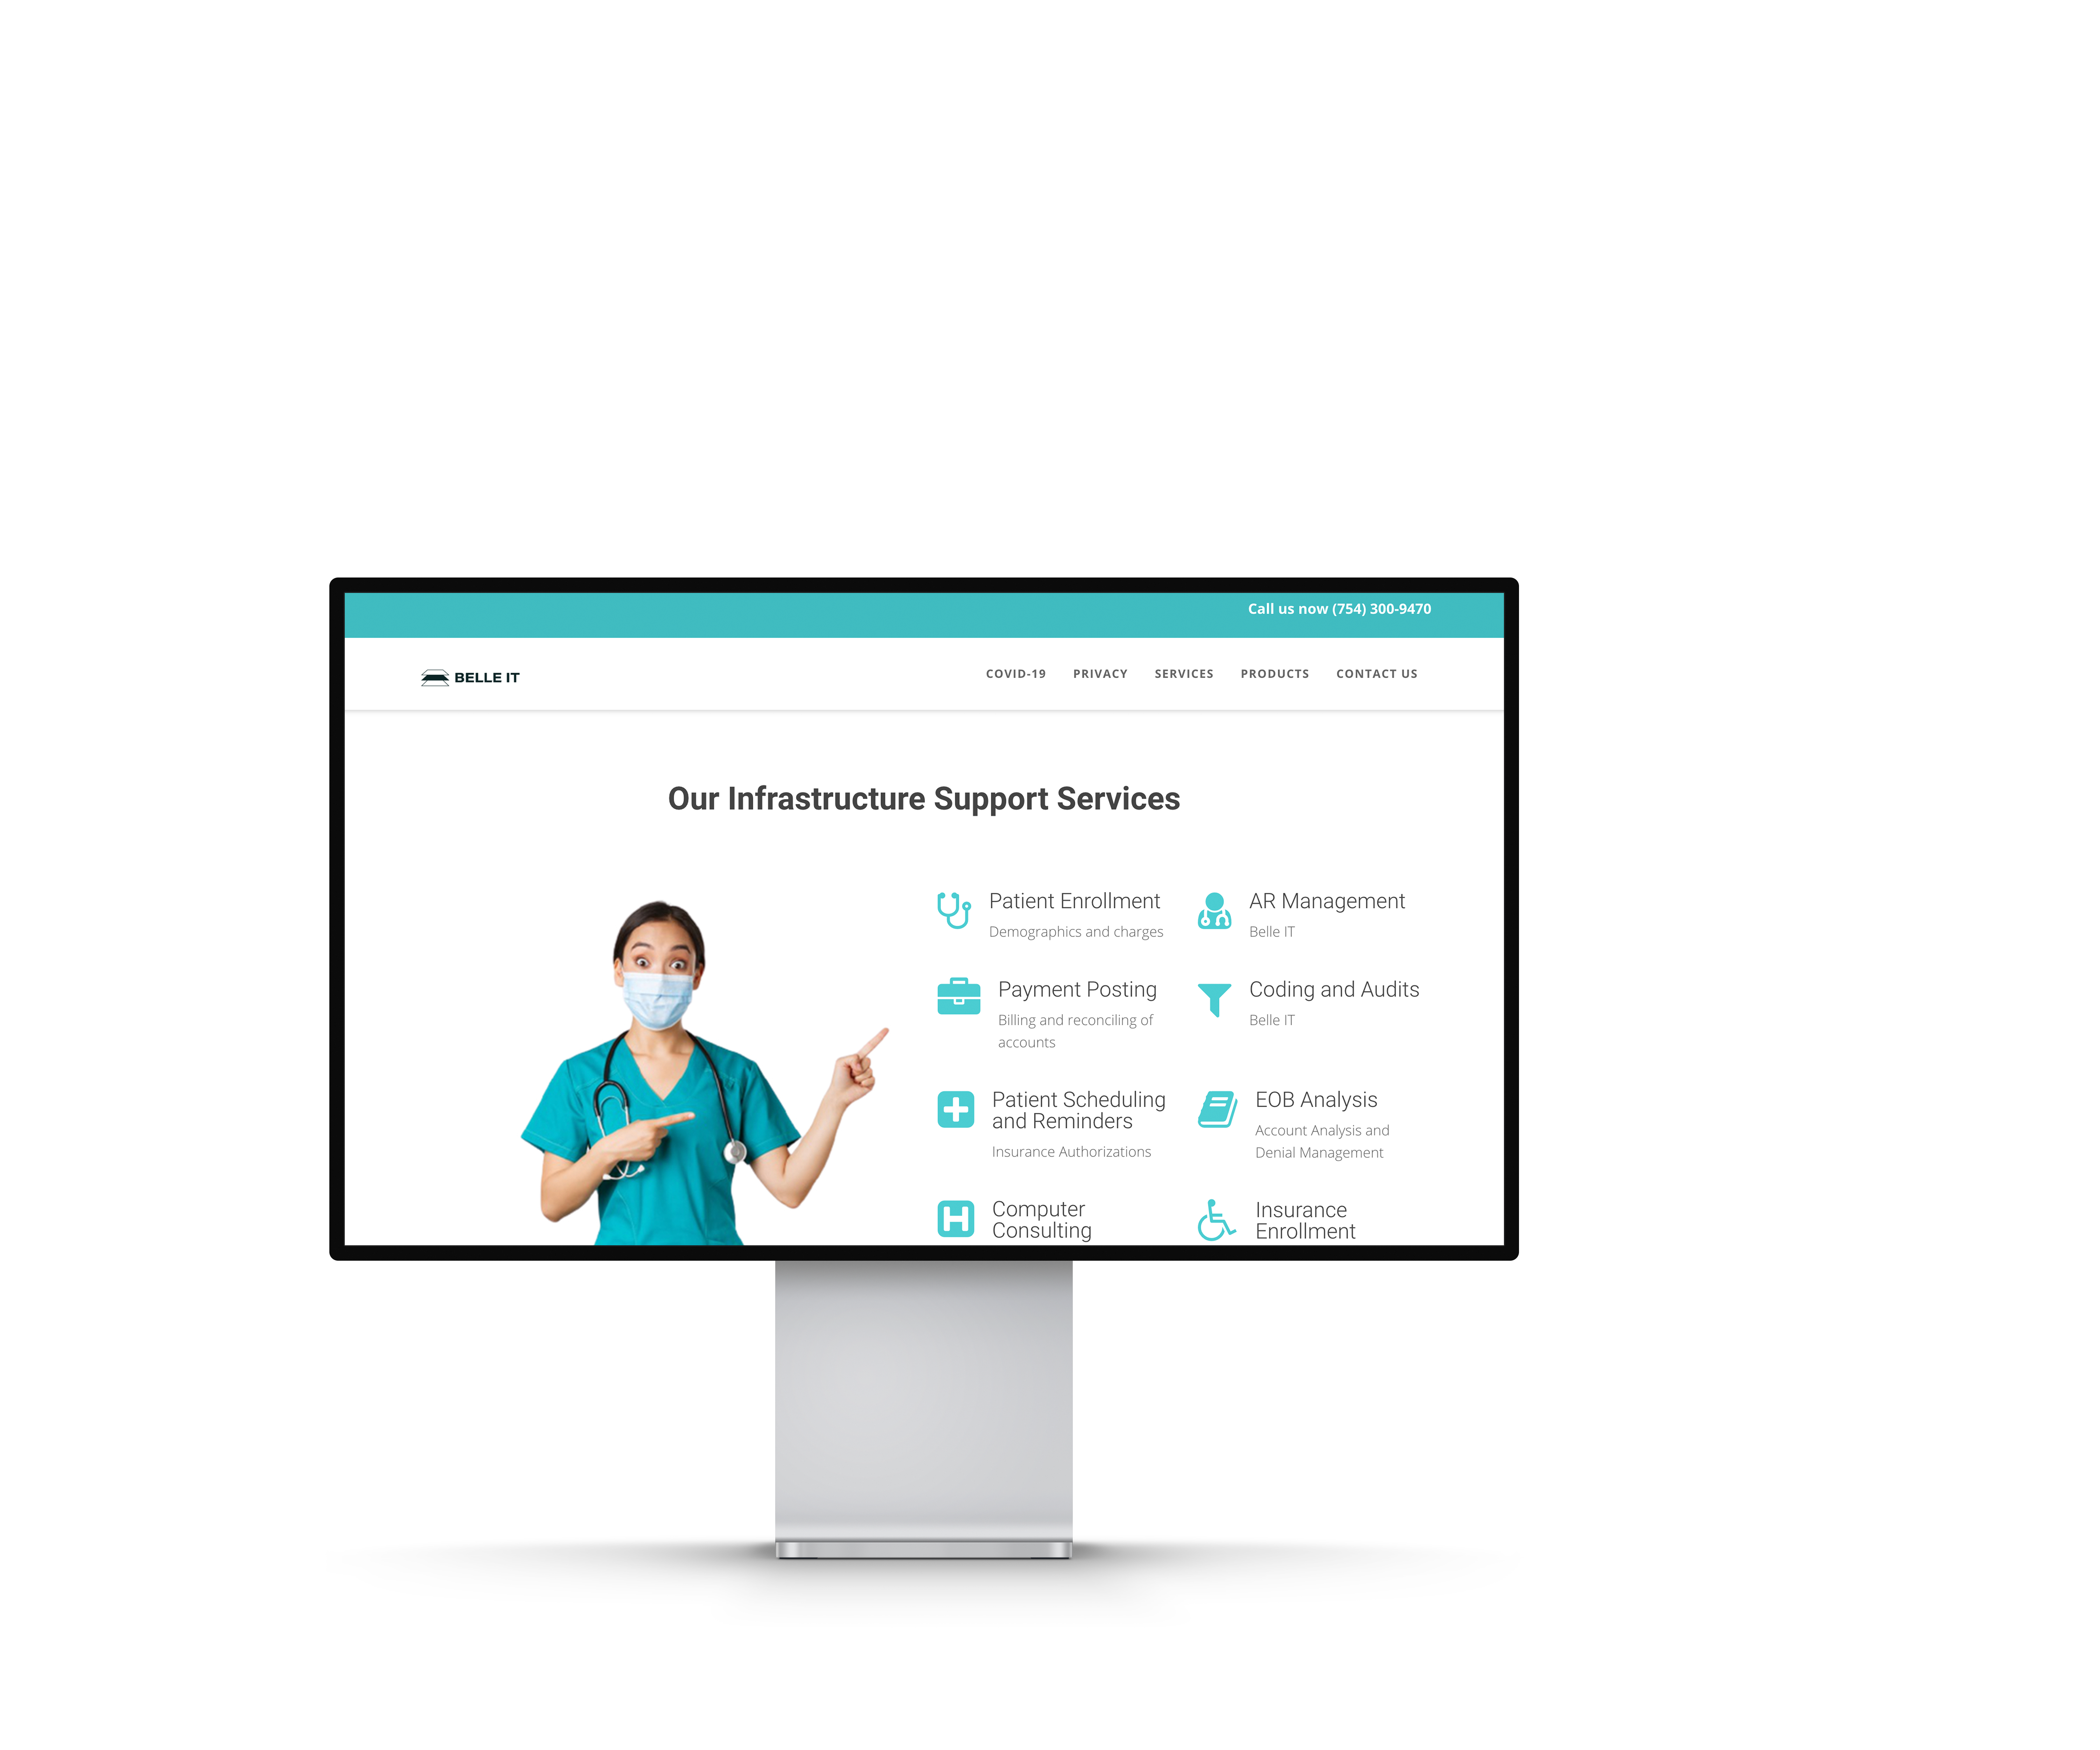 Call us now (754) 300-9470
BELLE IT
COVID-19 PRIVACY SERVICES PRODUCTS CONTACT US
Our Infrastructure Support Services
Patient Enrollment
Demographics and charges
AR Management
Belle IT
Payment Posting
Billing and reconciling of
accounts
Coding and Audits
Belle IT
Patient Scheduling
and Reminders
Insurance Authorizations
EOB Analysis
Account Analysis and
Denial Management
H
Computer
Consulting
Insurance
Enrollment